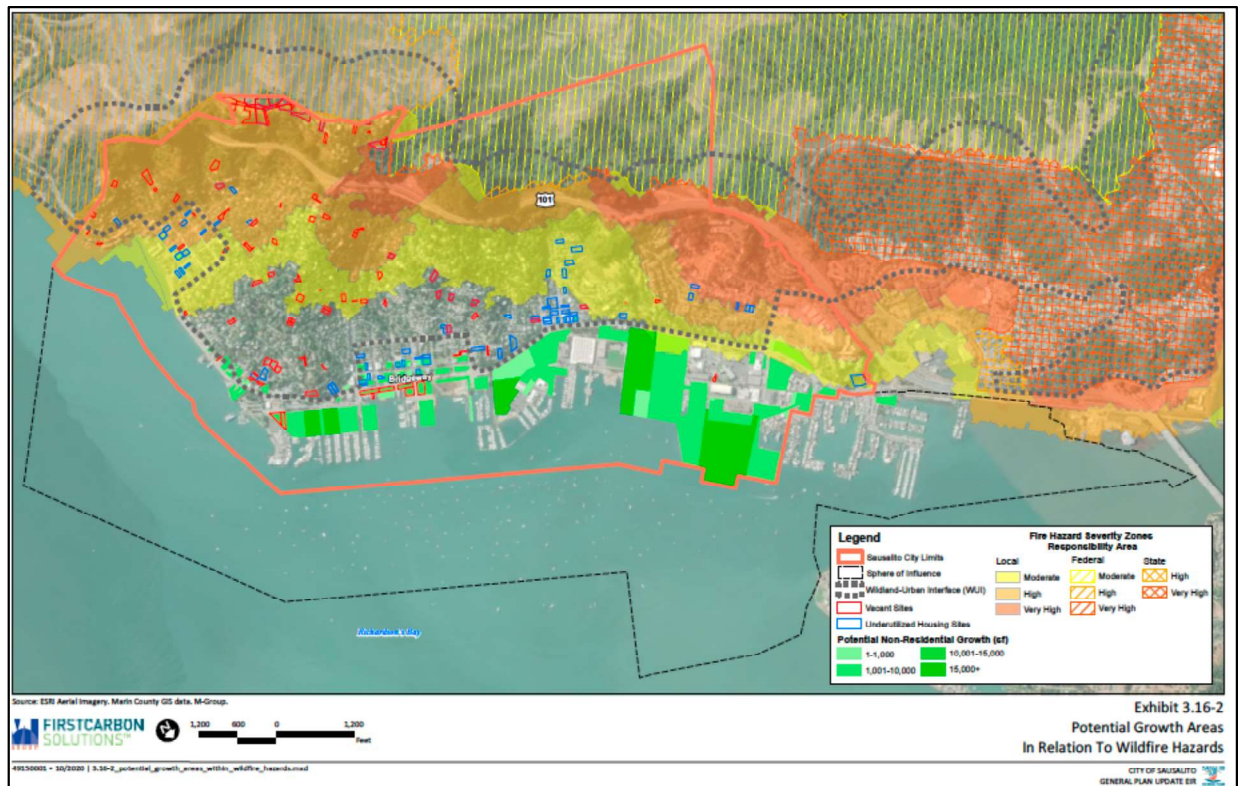 101
Bridgeway
Richardson's Bay
Legend
Sausalito City Limits
Sphere of Influence
Wildland-Urban Interface (WUI)
Vacant Sites
Underutilized Housing Sites
Potential Non-Residential Growth (sf)
1-1,000
10,001-15,000
1,001-10,000
15,000+
Fire Hazard Severity Zones
Responsibility Area
Local
Federal
State
Moderate
Moderate
High
High
High
Very High
Very High
Very High
Source: ESRI Aerial Imagery. Marin County GIS data. M-Group.
FIRSTCARBON
SOLUTIONS™
1,200 600 0 1,200
Feet
Exhibit 3.16-2
Potential Growth Areas
In Relation To Wildfire Hazards
49150001 • 10/2020 | 3.16-2_potential_growth_areas_within_wildfire_hazards.mxd
CITY OF SAUSALITO
GENERAL PLAN UPDATE EIR